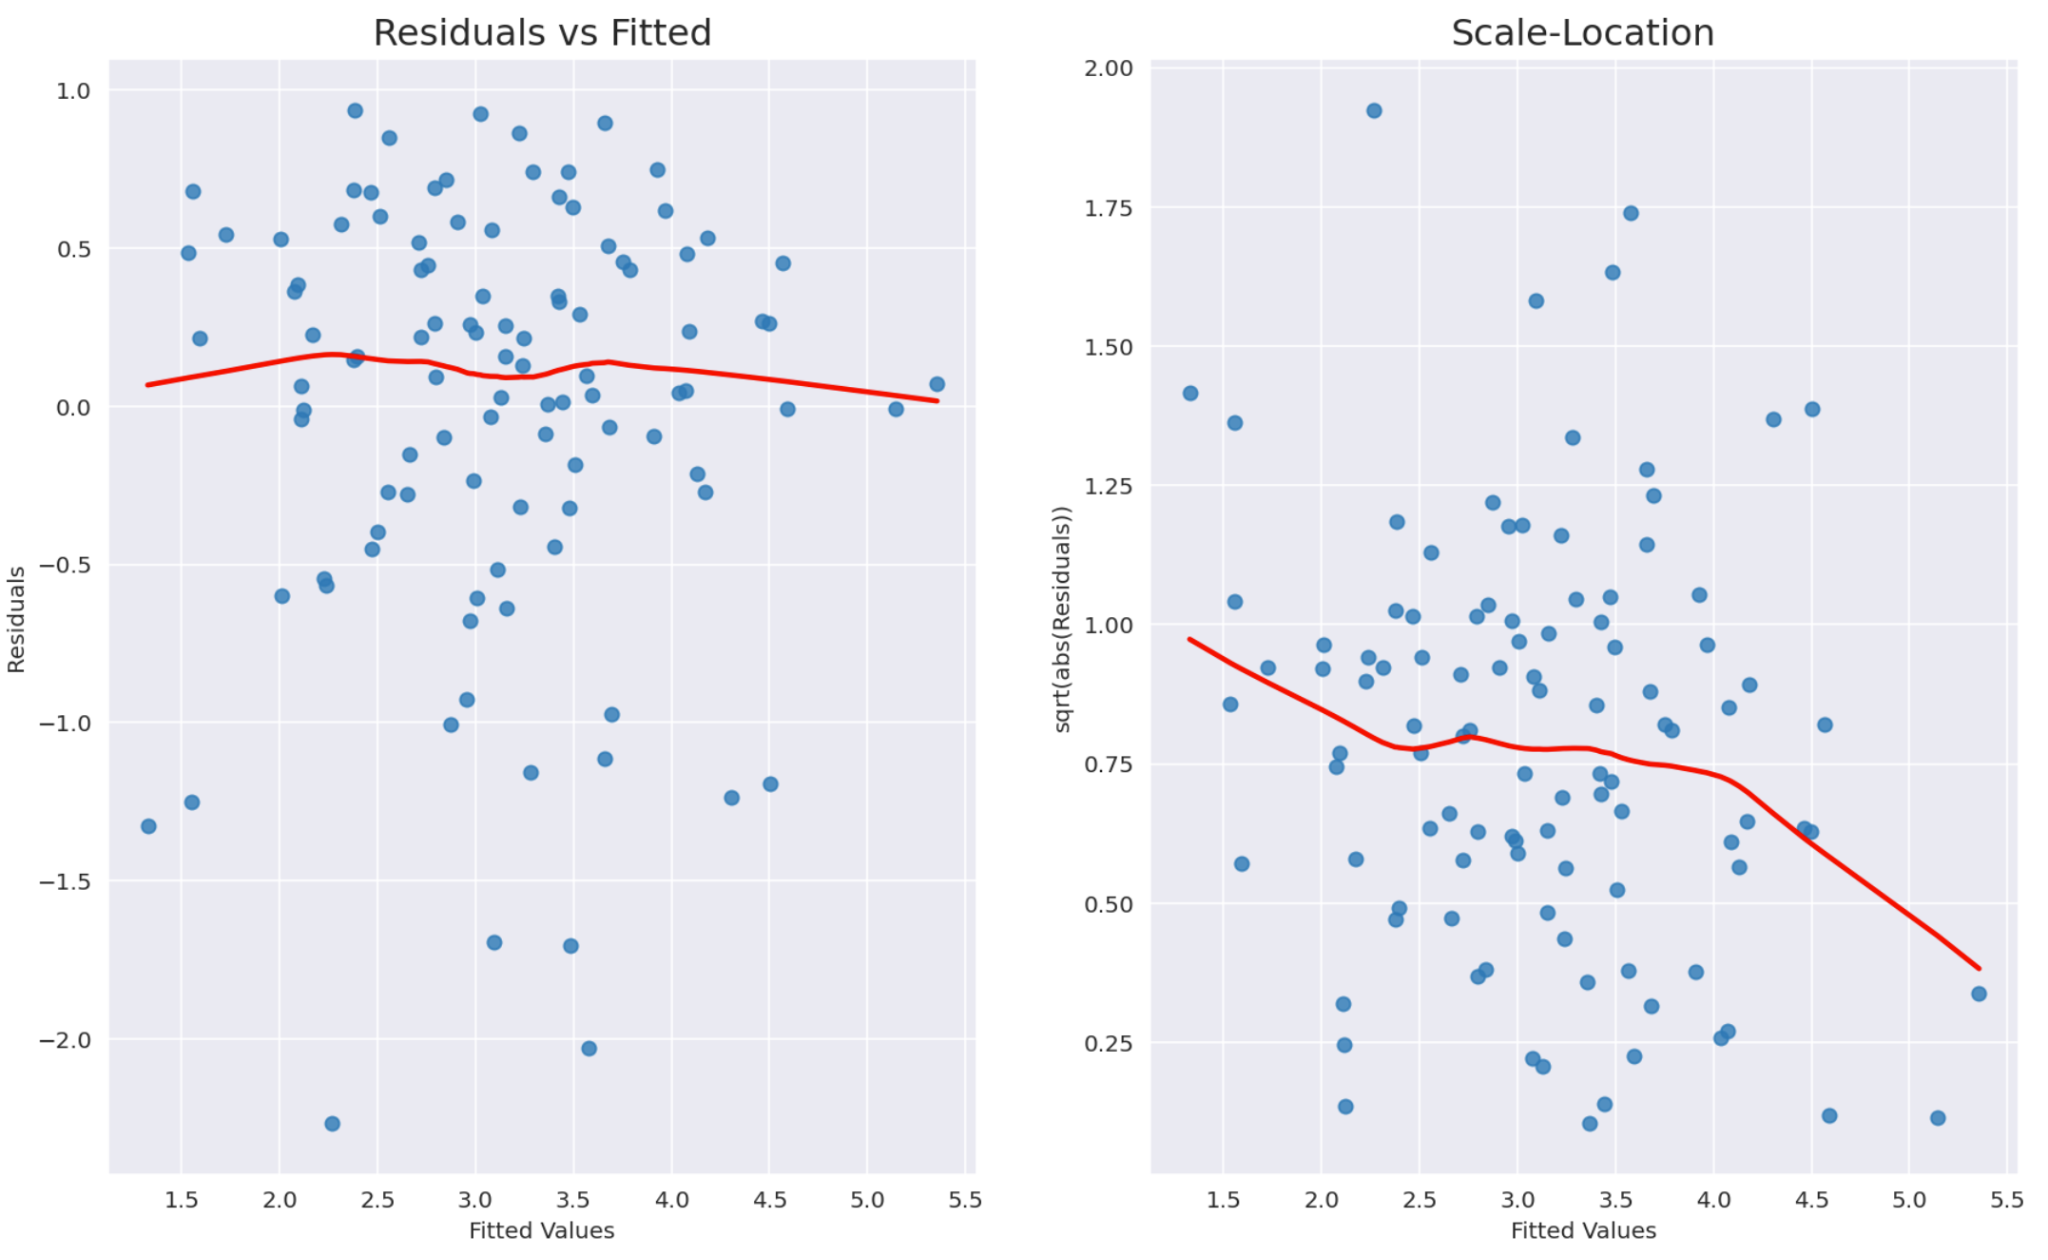 Residuals vs Fitted
1.0
0.5
0.0
−0.5
−1.0
−1.5
−2.0
Residuals
1.5 2.0 2.5 3.0 3.5 4.0 4.5 5.0 5.5
Fitted Values
Scale-Location
2.00
1.75
1.50
1.25
1.00
0.75
0.50
0.25
sqrt(abs(Residuals))
1.5 2.0 2.5 3.0 3.5 4.0 4.5 5.0 5.5
Fitted Values